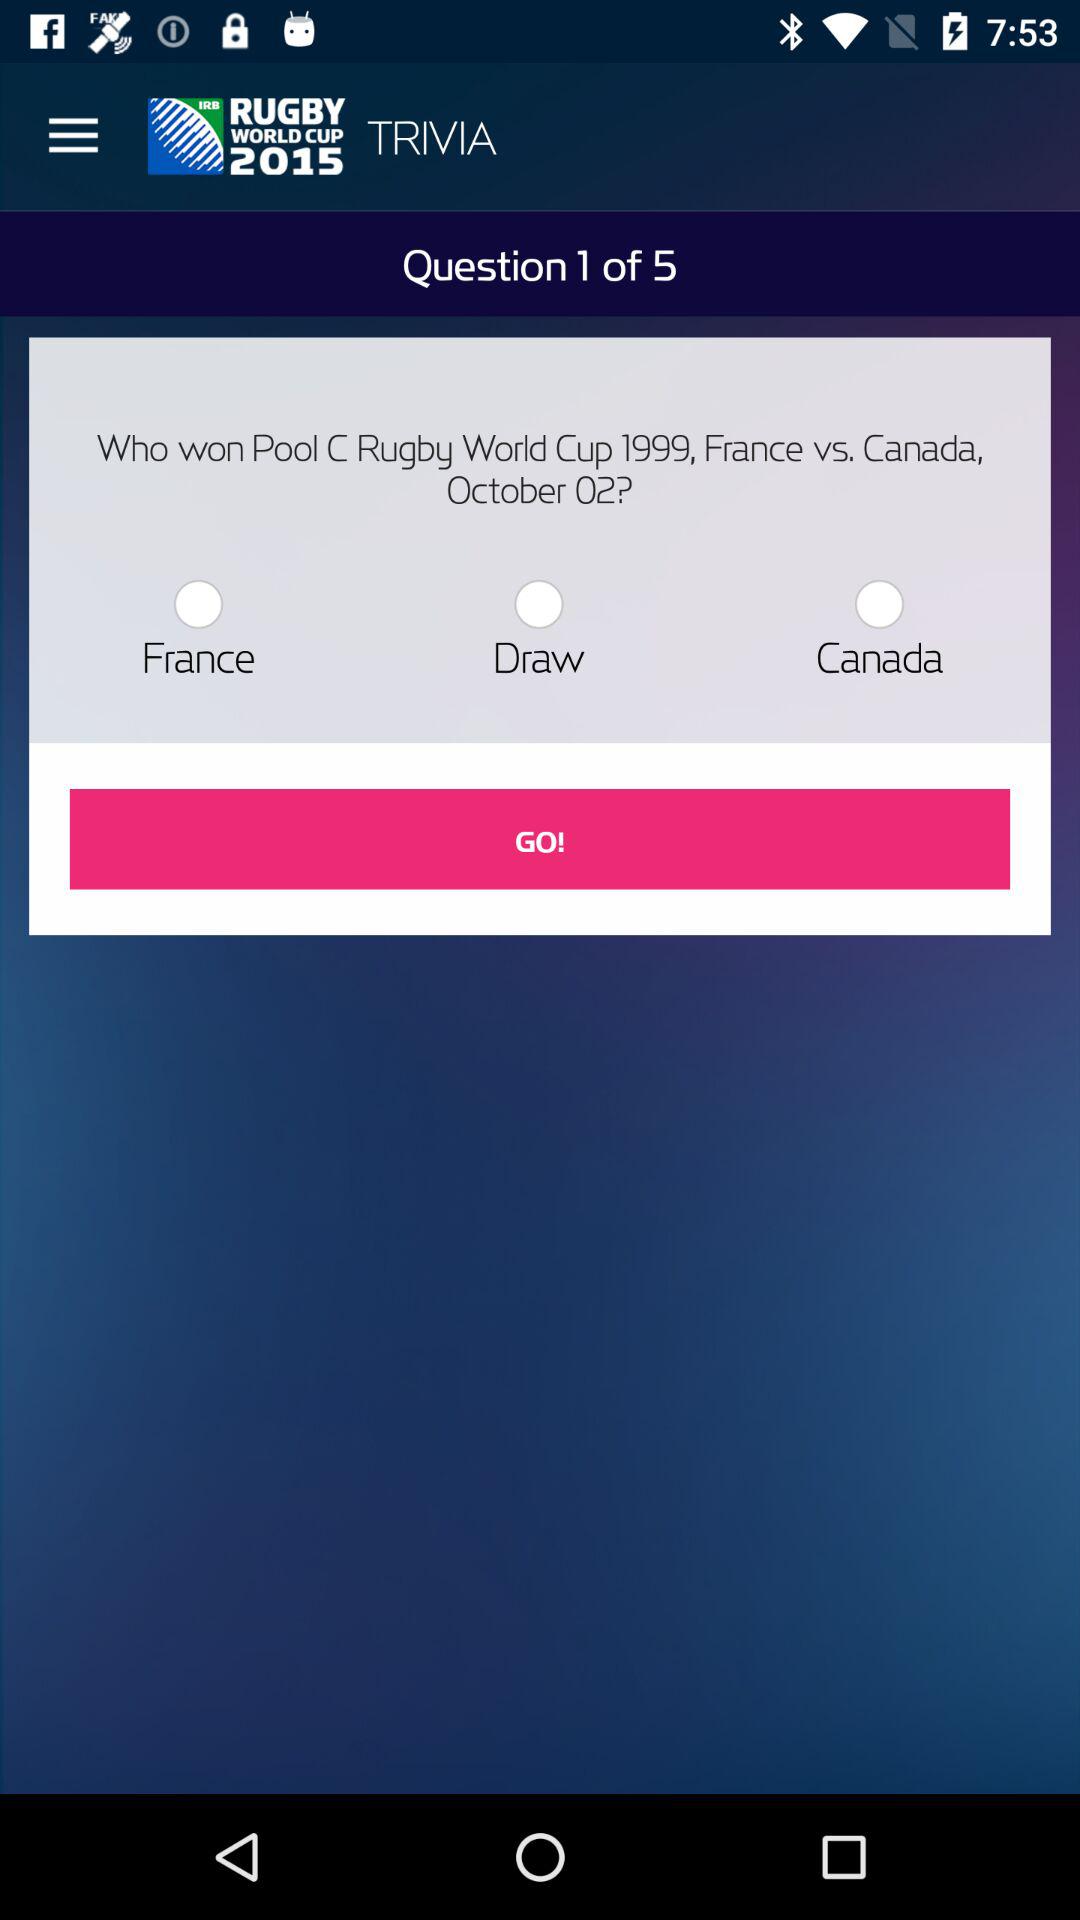 FAKE
7:53
IRB
RUGBY
WORLD CUP
2015
TRIVIA
Question 1 of 5
Who won Pool C Rugby World Cup 1999, France vs. Canada,
October 02?
France
Draw
Canada
GO!